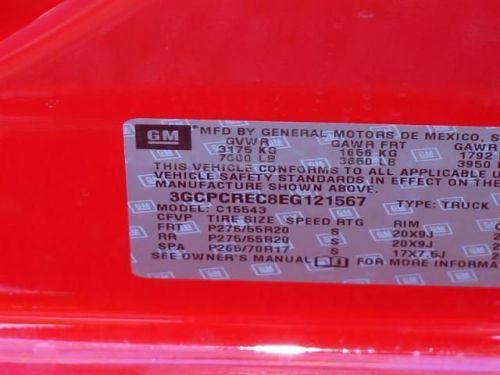 GM MFD BY GENERAL MOTORS DE MEXICO, S
GVWR GAWR FRT GAWR
3175 KG 1656 KG 1792
7000 LB 3650 LB 3950
THIS VEHICLE CONFORMS TO ALL APPLICABLE U
VEHICLE SAFETY STANDARDS IN EFFECT
MANUFACTURE SHOWN ABOVE.
3GCPCREC8EG121567 TYPE: TRUCK
MODEL: C15543
CFVP TIRE SIZE SPEED RTG RIM
FRT P275/55R20 S 20X9J
RR P275/55R20 S 20X9J
SPA P265/70R17 S 17X7.5J
SEE OWNER'S MANUAL FOR MORE INFORMATION